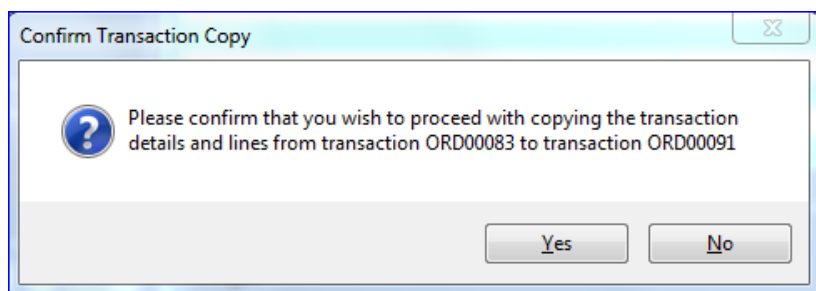 Confirm Transaction Copy
Please confirm that you wish to proceed with copying the transaction
details and lines from transaction ORD00083 to transaction ORD00091
Yes No